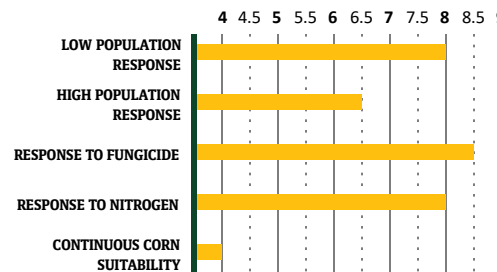 4 4.5 5 5.5 6 6.5 7 7.5 8 8.5
LOW POPULATION
RESPONSE
HIGH POPULATION
RESPONSE
RESPONSE TO FUNGICIDE
RESPONSE TO NITROGEN
CONTINUOUS CORN
SUITABILITY